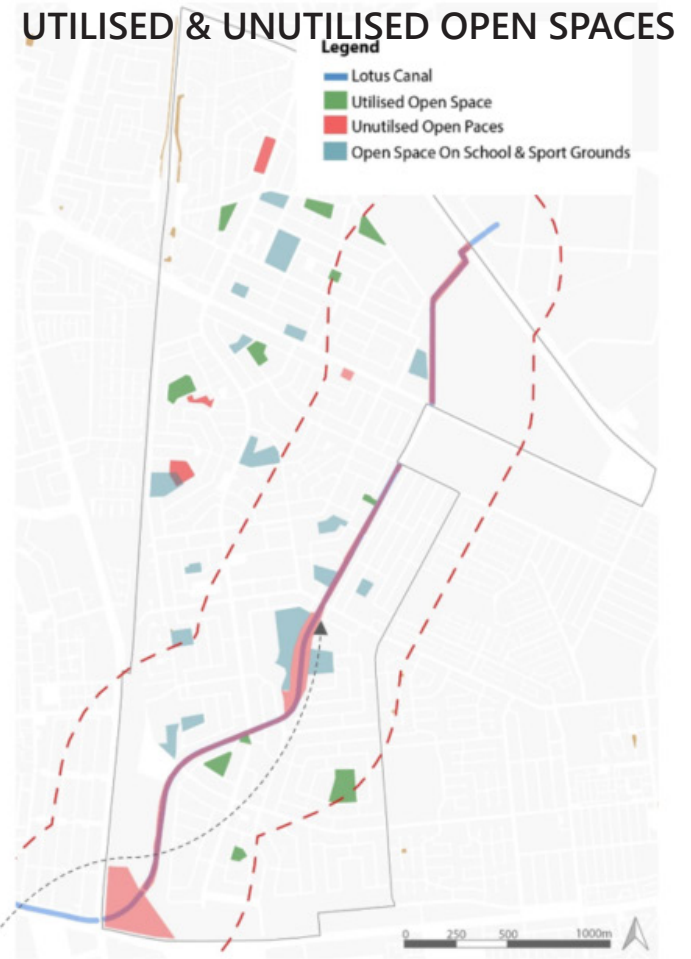 UTILISED & UNUTILISED OPEN SPACES
Legend
Lotus Canal
Utilised Open Space
Unutilsed Open Paces
Open Space On School & Sport Grounds
0 250 500 1000m